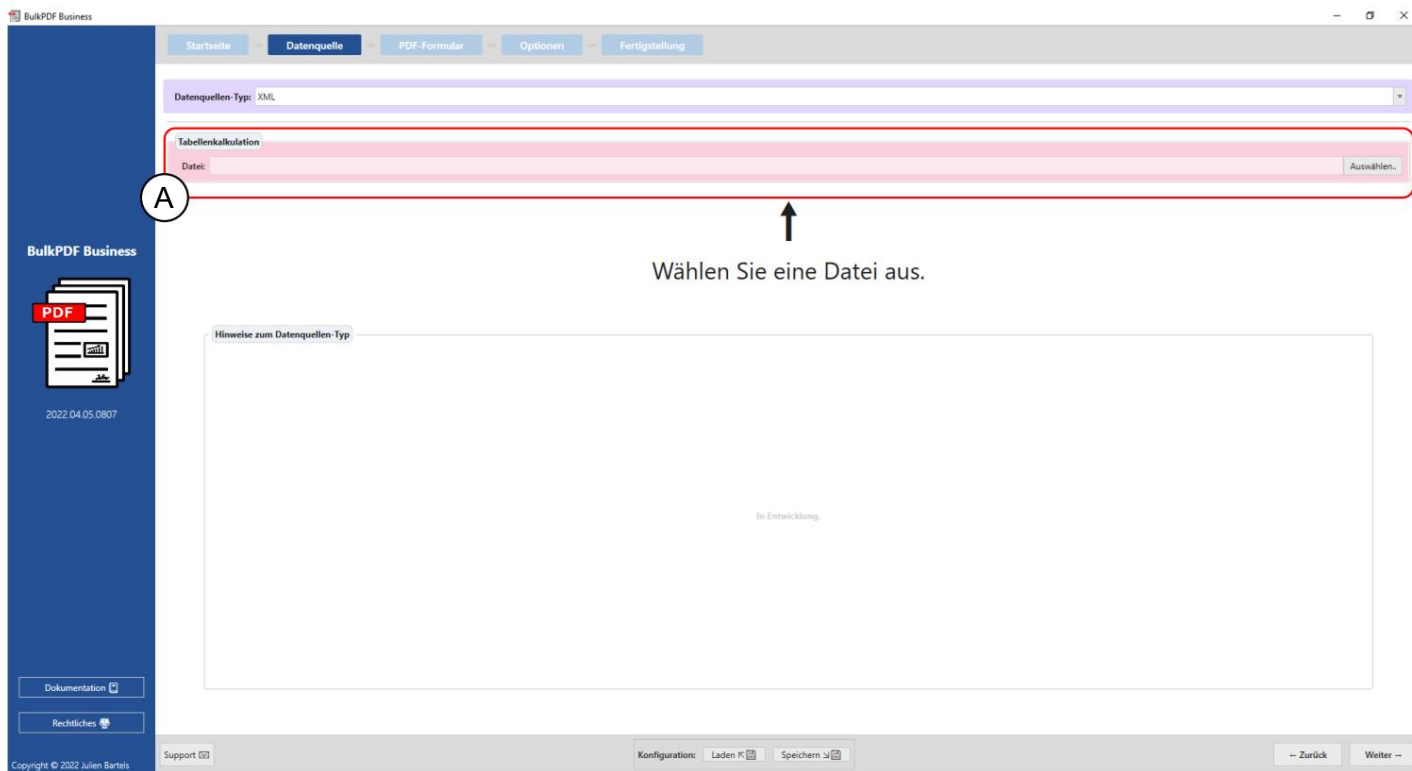 BulkPDF Business
Startseite Datenquelle PDF-Formular Optionen Fertigstellung
Datenquellen-Typ: XML
Tabellenkalkulation
Datei: Auswählen..
A
Wählen Sie eine Datei aus.
BulkPDF Business
PDF
2022.04.05.0807
Hinweise zum Datenquellen-Typ
In Entwicklung.
Dokumentation
Rechtliches
Copyright © 2022 Julien Bartels
Support
Konfiguration: Laden Speichern
← Zurück Weiter →